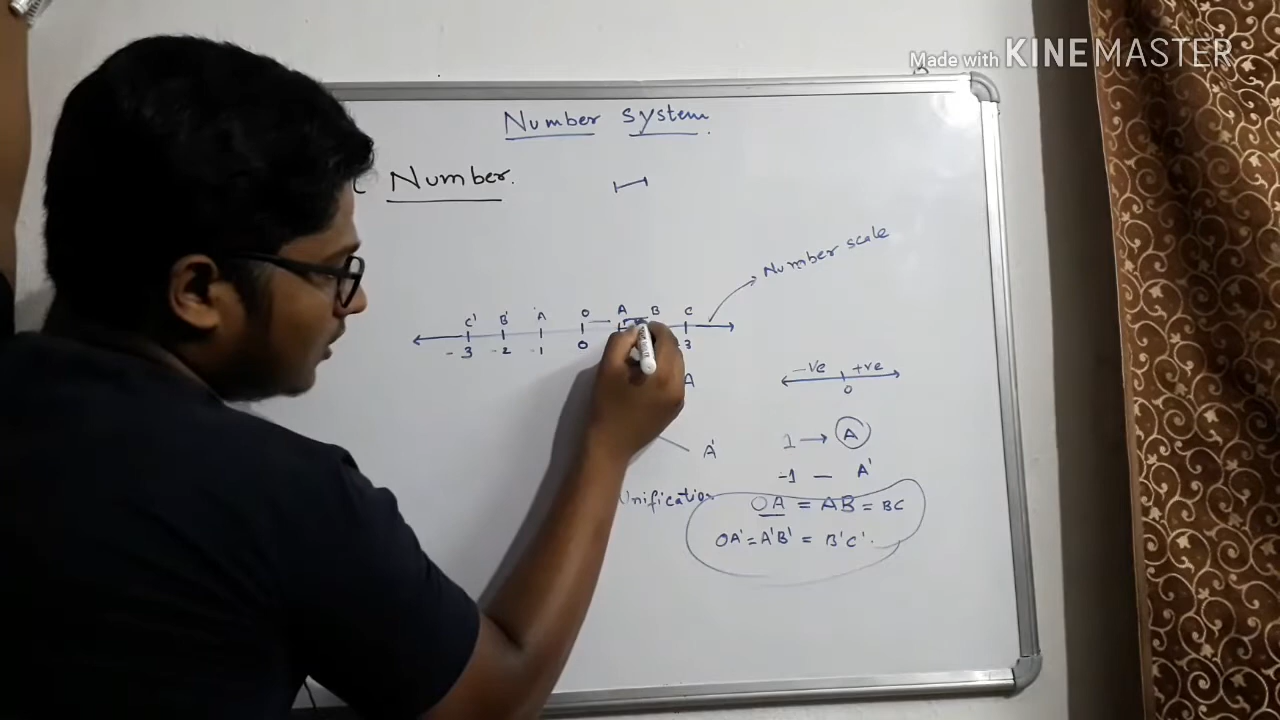 Made with KINEMASTER
Number system.
Number.
Number scale
C' B' A O A B C
-3 -2 -1 0 3
A
-ve +ve
0
1 → A
A'
-1 — A'
Unification
OA = AB = BC
OA' = A'B' = B'C'.